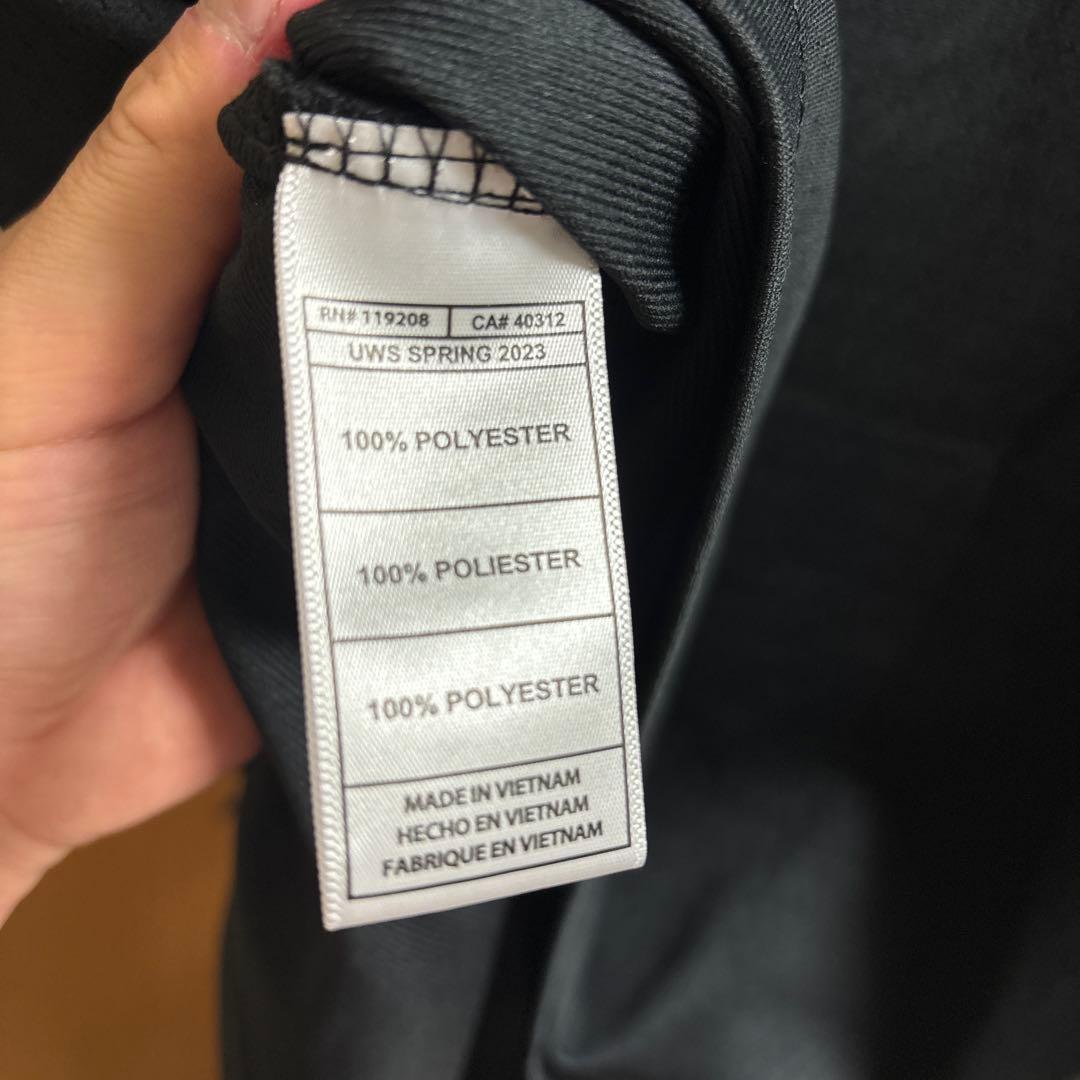 RN# 119208 CA# 40312
UWS SPRING 2023
100% POLYESTER
100% POLIESTER
100% POLYESTER
MADE IN VIETNAM
HECHO EN VIETNAM
FABRIQUE EN VIETNAM